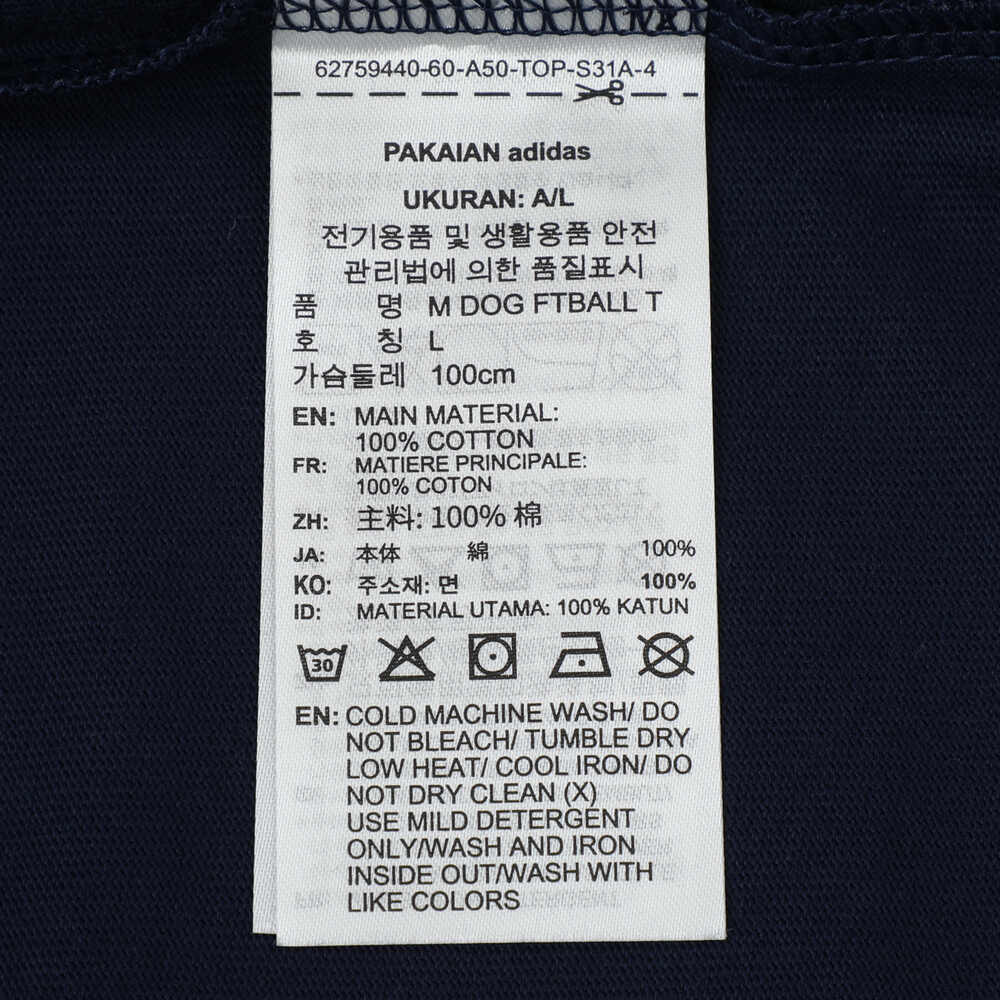 62759440-60-A50-TOP-S31A-4
PAKAIAN adidas
UKURAN: A/L
전기용품 및 생활용품 안전
관리법에 의한 품질표시
품 명 M DOG FTBALL T
호 칭 L
가슴둘레 100cm
EN: MAIN MATERIAL:
100% COTTON
FR: MATIERE PRINCIPALE:
100% COTON
ZH: 主料: 100% 棉
JA: 本体 綿 100%
KO: 주소재: 면 100%
ID: MATERIAL UTAMA: 100% KATUN
30
EN: COLD MACHINE WASH/ DO
NOT BLEACH/ TUMBLE DRY
LOW HEAT/ COOL IRON/ DO
NOT DRY CLEAN (X)
USE MILD DETERGENT
ONLY/WASH AND IRON
INSIDE OUT/WASH WITH
LIKE COLORS